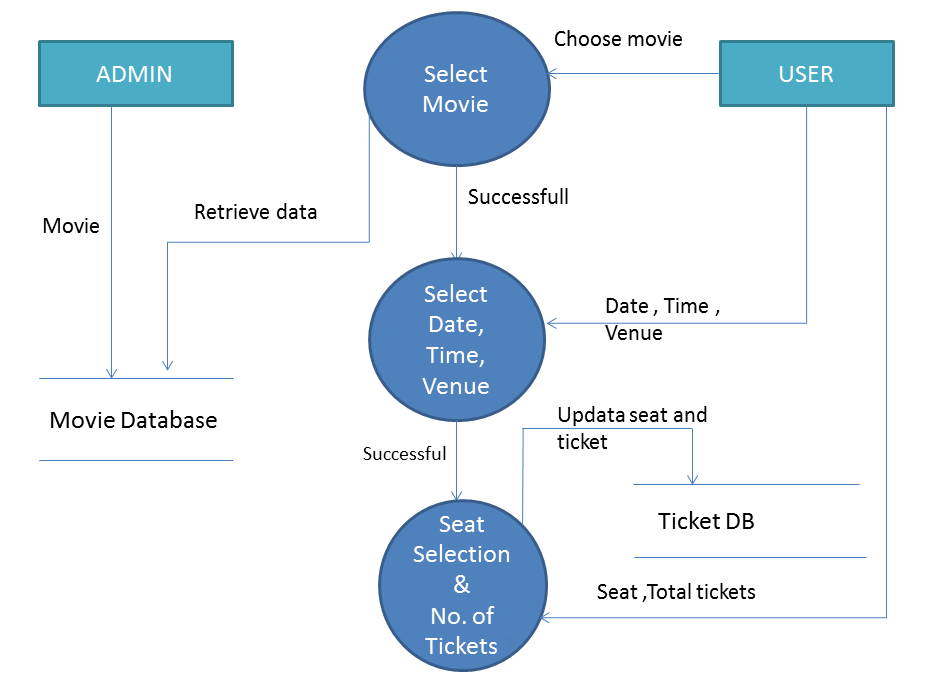 ADMIN
Select
Movie
Choose movie
USER
Movie
Retrieve data
Successfull
Select
Date,
Time,
Venue
Date , Time ,
Venue
Movie Database
Successful
Updata seat and
ticket
Seat
Selection
&
No. of
Tickets
Ticket DB
Seat ,Total tickets